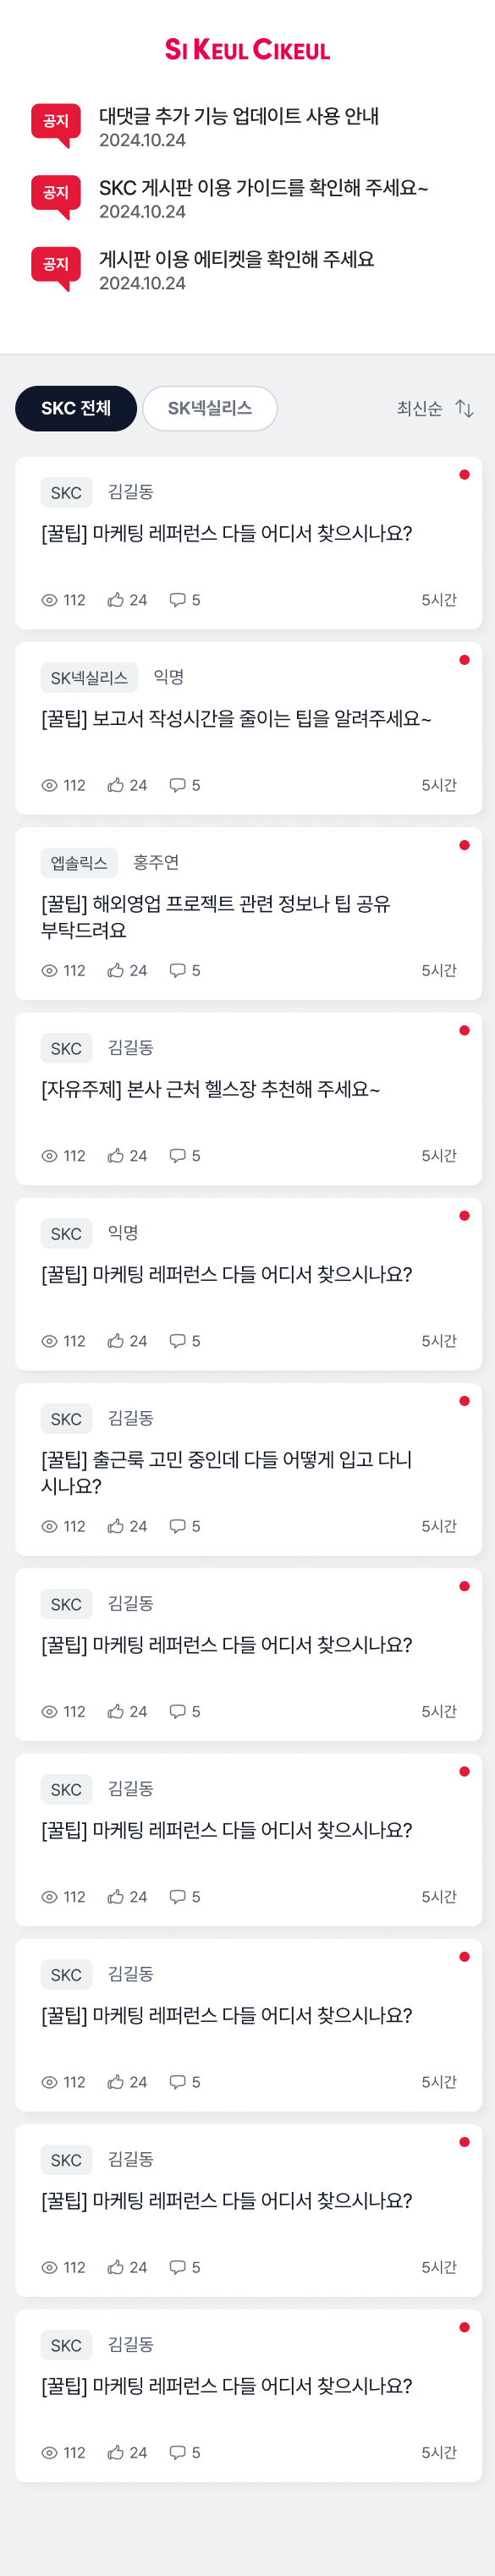 SI KEUL CIKEUL
공지 대댓글 추가 기능 업데이트 사용 안내
2024.10.24
공지 SKC 게시판 이용 가이드를 확인해 주세요~
2024.10.24
공지 게시판 이용 에티켓을 확인해 주세요
2024.10.24
SKC 전체 SK넥실리스 최신순
SKC 김길동
[꿀팁] 마케팅 레퍼런스 다들 어디서 찾으시나요?
112 24 5 5시간
SK넥실리스 익명
[꿀팁] 보고서 작성시간을 줄이는 팁을 알려주세요~
112 24 5 5시간
엡솔릭스 홍주연
[꿀팁] 해외영업 프로젝트 관련 정보나 팁 공유
부탁드려요
112 24 5 5시간
SKC 김길동
[자유주제] 본사 근처 헬스장 추천해 주세요~
112 24 5 5시간
SKC 익명
[꿀팁] 마케팅 레퍼런스 다들 어디서 찾으시나요?
112 24 5 5시간
SKC 김길동
[꿀팁] 출근룩 고민 중인데 다들 어떻게 입고 다니
시나요?
112 24 5 5시간
SKC 김길동
[꿀팁] 마케팅 레퍼런스 다들 어디서 찾으시나요?
112 24 5 5시간
SKC 김길동
[꿀팁] 마케팅 레퍼런스 다들 어디서 찾으시나요?
112 24 5 5시간
SKC 김길동
[꿀팁] 마케팅 레퍼런스 다들 어디서 찾으시나요?
112 24 5 5시간
SKC 김길동
[꿀팁] 마케팅 레퍼런스 다들 어디서 찾으시나요?
112 24 5 5시간
SKC 김길동
[꿀팁] 마케팅 레퍼런스 다들 어디서 찾으시나요?
112 24 5 5시간